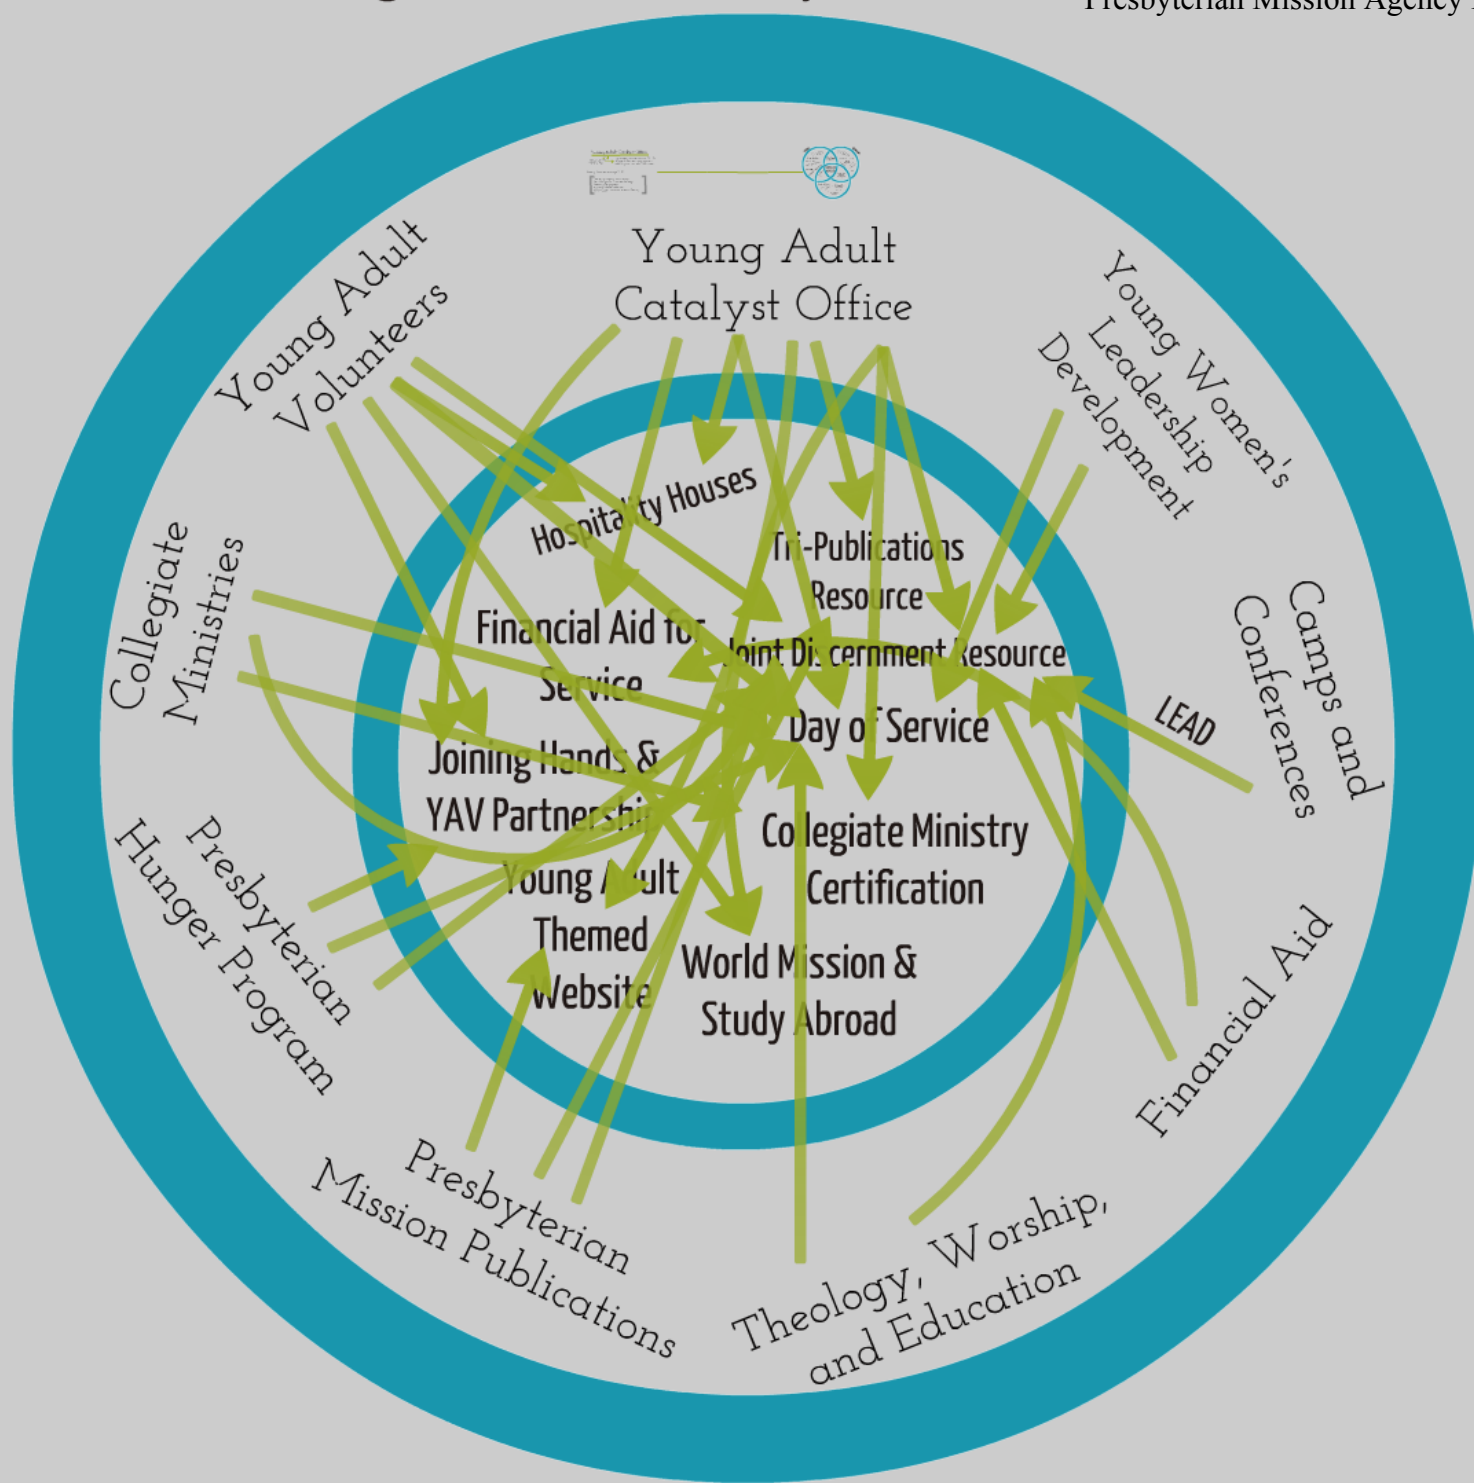 Presbyterian Mission Agency
Young Adult
Catalyst Office
Young Adult
Volunteers
Young Women's
Leadership
Development
Collegiate
Ministries
Camps and
Conferences
LEAD
Hospitality Houses
Tri-Publications
Resource
Financial Aid for
Service
Joint Discernment Resource
Day of Service
Joining Hands &
YAV Partnership
Collegiate Ministry
Certification
Young Adult
Themed
Website
World Mission &
Study Abroad
Presbyterian
Hunger Program
Financial Aid
Presbyterian
Mission Publications
Theology, Worship,
and Education